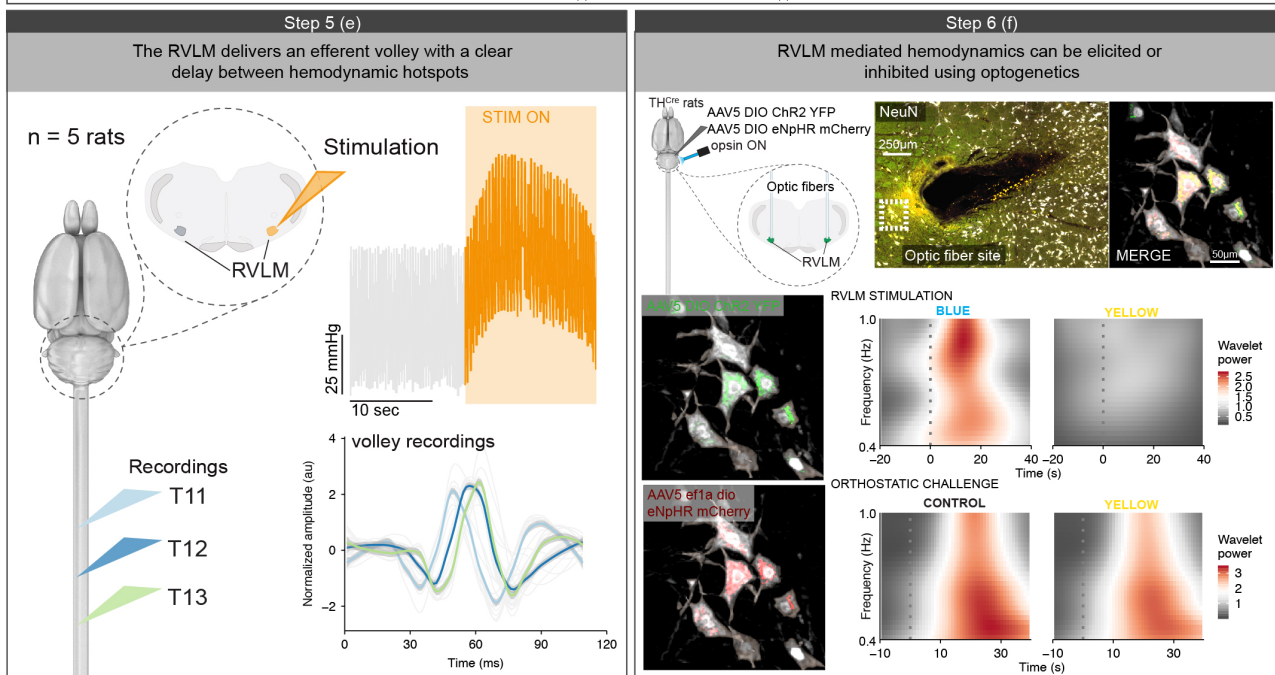 Step 5 (e)
The RVLM delivers an efferent volley with a clear
delay between hemodynamic hotspots
n = 5 rats
Stimulation
RVLM
STIM ON
25 mmHg
10 sec
Recordings
T11
T12
T13
volley recordings
Normalized amplitude (au)
4
2
0
−2
0
30
60
90
120
Time (ms)
Step 6 (f)
RVLM mediated hemodynamics can be elicited or
inhibited using optogenetics
THCre rats
AAV5 DIO ChR2 YFP
AAV5 DIO eNpHR mCherry
opsin ON
Optic fibers
RVLM
NeuN
250µm
Optic fiber site
MERGE
50µm
AAV5 DIO ChR2 YFP
RVLM STIMULATION
BLUE
YELLOW
Frequency (Hz)
1.0
0.4
−20
0
20
40
−20
0
20
40
Time (s)
Wavelet
power
2.5
2.0
1.5
1.0
0.5
AAV5 ef1a dio
eNpHR mCherry
ORTHOSTATIC CHALLENGE
CONTROL
YELLOW
Frequency (Hz)
1.0
0.4
−10
10
30
−10
10
30
Time (s)
Wavelet
power
3
2
1